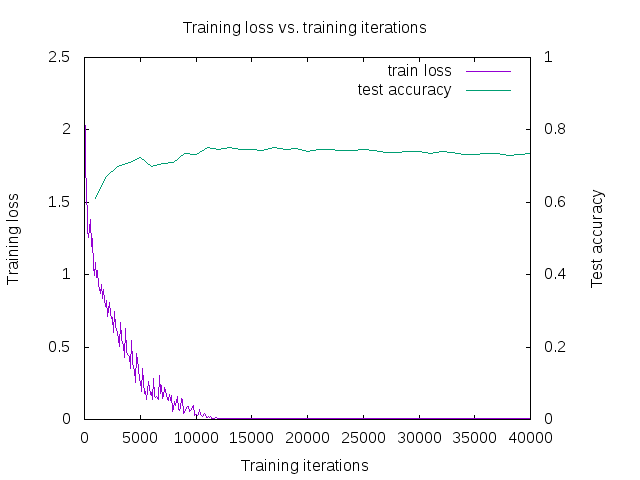 Training loss vs. training iterations
train loss
test accuracy
2.5
2
1.5
1
0.5
0
1
0.8
0.6
0.4
0.2
0
0 5000 10000 15000 20000 25000 30000 35000 40000
Training iterations
Training loss
Test accuracy